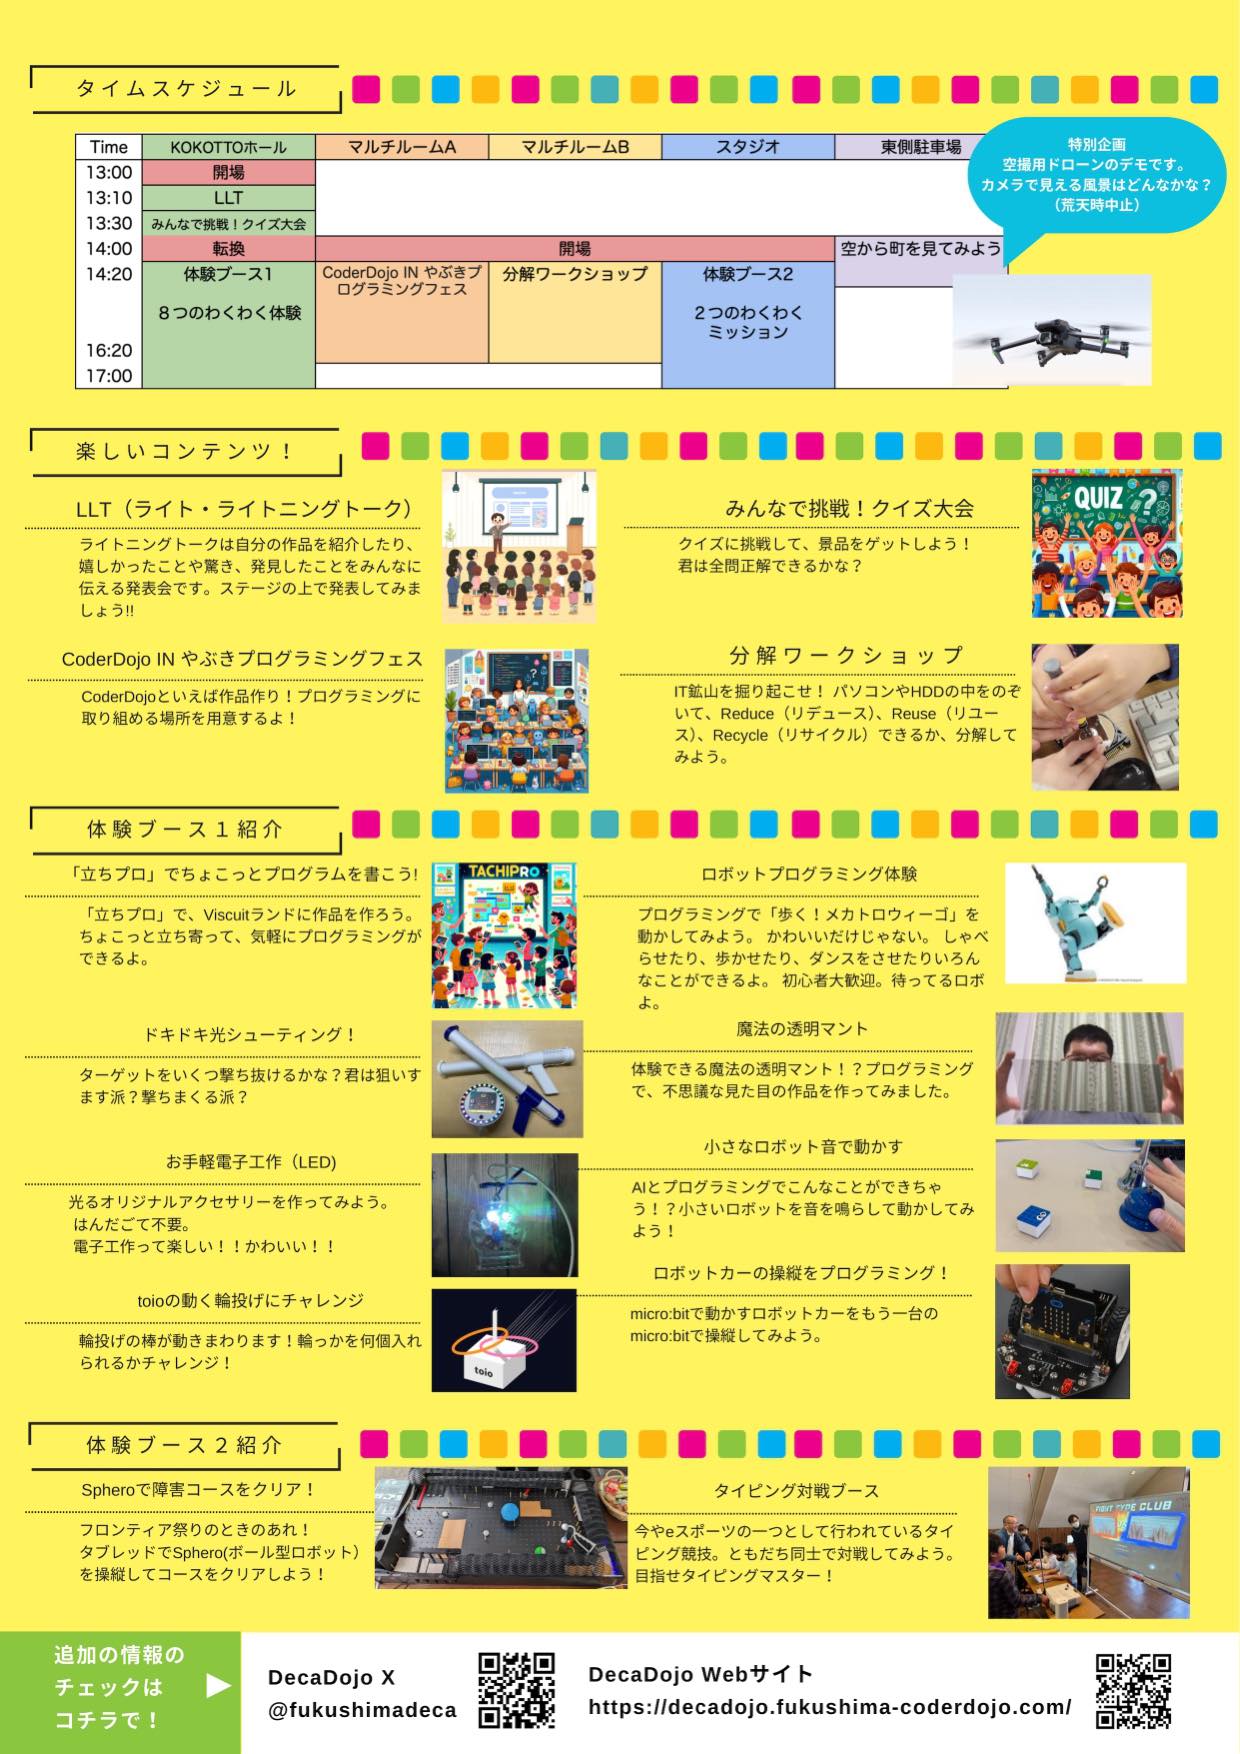 タイムスケジュール
Time KOKOTTOホール マルチルームA マルチルームB スタジオ 東側駐車場
13:00 開場
13:10 LLT
13:30 みんなで挑戦！クイズ大会
14:00 転換 開場 空から町を見てみよう
14:20 体験ブース1 CoderDojo IN やぶきプ 分解ワークショップ 体験ブース2
ログラミングフェス
８つのわくわく体験 ２つのわくわく
ミッション
16:20
17:00
特別企画
空撮用ドローンのデモです。
カメラで見える風景はどんなかな？
（荒天時中止）
楽しいコンテンツ！
LLT（ライト・ライトニングトーク）
ライトニングトークは自分の作品を紹介したり、
嬉しかったことや驚き、発見したことをみんなに
伝える発表会です。ステージの上で発表してみま
しょう!!
みんなで挑戦！クイズ大会
クイズに挑戦して、景品をゲットしよう！
君は全問正解できるかな？
QUIZ ?
CoderDojo IN やぶきプログラミングフェス
CoderDojoといえば作品作り！プログラミングに
取り組める場所を用意するよ！
分解ワークショップ
IT鉱山を掘り起こせ！ パソコンやHDDの中をのぞ
いて、Reduce（リデュース）、Reuse（リユー
ス）、Recycle（リサイクル）できるか、分解して
みよう。
体験ブース１紹介
「立ちプロ」でちょこっとプログラムを書こう!
「立ちプロ」で、Viscuitランドに作品を作ろう。
ちょこっと立ち寄って、気軽にプログラミングが
できるよ。
TACHIPRO
ロボットプログラミング体験
プログラミングで「歩く！メカトロウィーゴ」を
動かしてみよう。 かわいいだけじゃない。 しゃべ
らせたり、歩かせたり、ダンスをさせたりいろん
なことができるよ。 初心者大歓迎。待ってるロボ
よ。
ドキドキ光シューティング！
ターゲットをいくつ撃ち抜けるかな？君は狙いす
ます派？撃ちまくる派？
魔法の透明マント
体験できる魔法の透明マント！？プログラミング
で、不思議な見た目の作品を作ってみました。
お手軽電子工作（LED)
光るオリジナルアクセサリーを作ってみよう。
はんだごて不要。
電子工作って楽しい！！かわいい！！
小さなロボット音で動かす
AIとプログラミングでこんなことができちゃ
う！？小さいロボットを音を鳴らして動かしてみ
よう！
toioの動く輪投げにチャレンジ
輪投げの棒が動きまわります！輪っかを何個入れ
られるかチャレンジ！
toio
ロボットカーの操縦をプログラミング！
micro:bitで動かすロボットカーをもう一台の
micro:bitで操縦してみよう。
体験ブース２紹介
Spheroで障害コースをクリア！
フロンティア祭りのときのあれ！
タブレッドでSphero(ボール型ロボット）
を操縦してコースをクリアしよう！
タイピング対戦ブース
今やeスポーツの一つとして行われているタイ
ピング競技。ともだち同士で対戦してみよう。
目指せタイピングマスター！
FIGHT TYPE CLUB
追加の情報の
チェックは
コチラで！
DecaDojo X
@fukushimadeca
DecaDojo Webサイト
https://decadojo.fukushima-coderdojo.com/